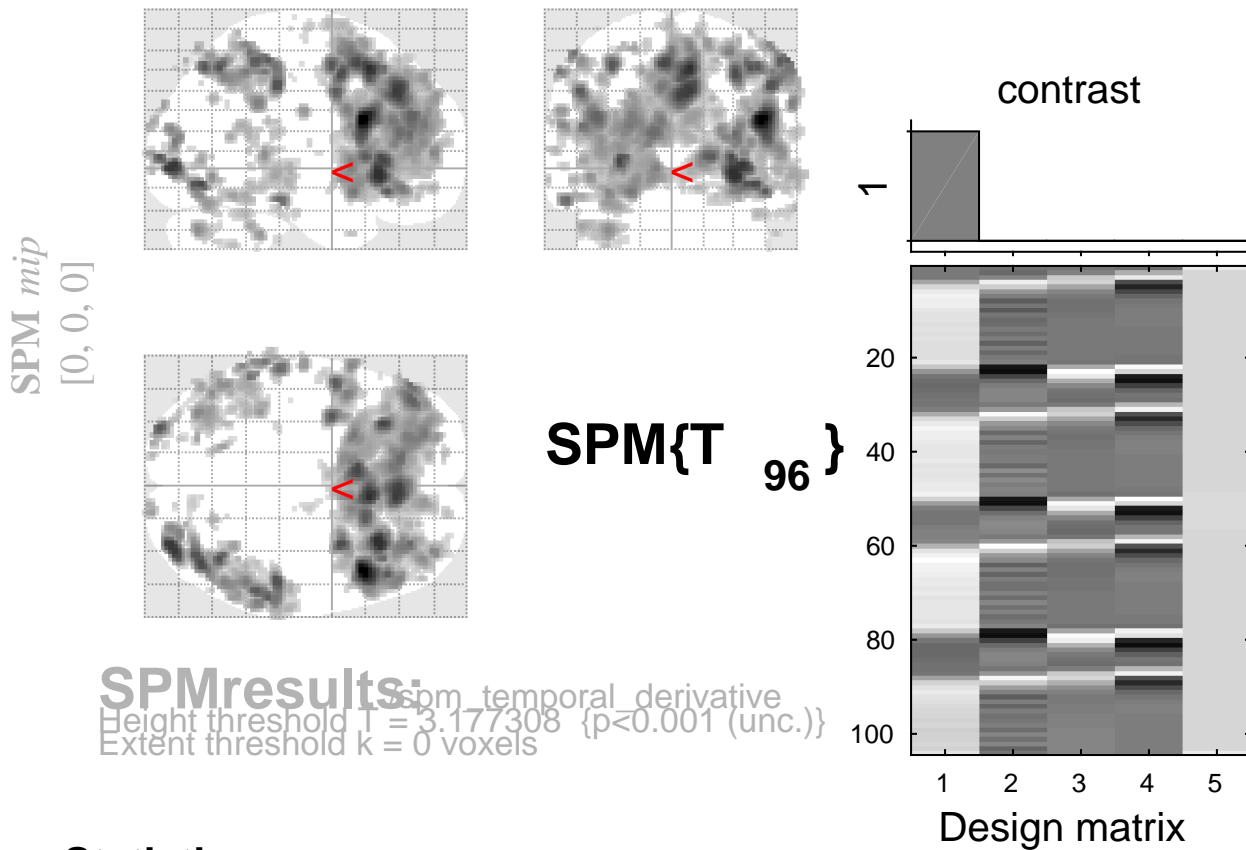 SPM mip
[0, 0, 0]
<
<
<
SPM{T 96 }
contrast
1
20
40
60
80
100
1 2 3 4 5
Design matrix
SPMresults: ./spm_temporal_derivative
Height threshold T = 3.177308 {p<0.001 (unc.)}
Extent threshold k = 0 voxels